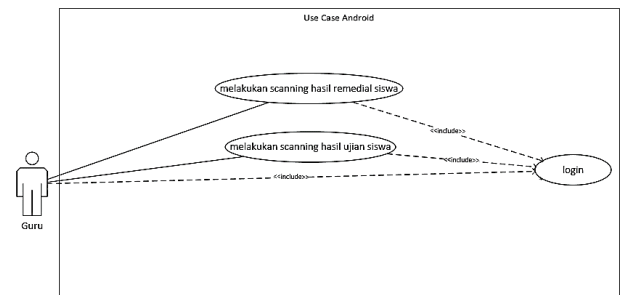 Use Case Android
melakukan scanning hasil remedial siswa
<<include>>
melakukan scanning hasil ujian siswa
<<include>>
<<include>>
login
Guru